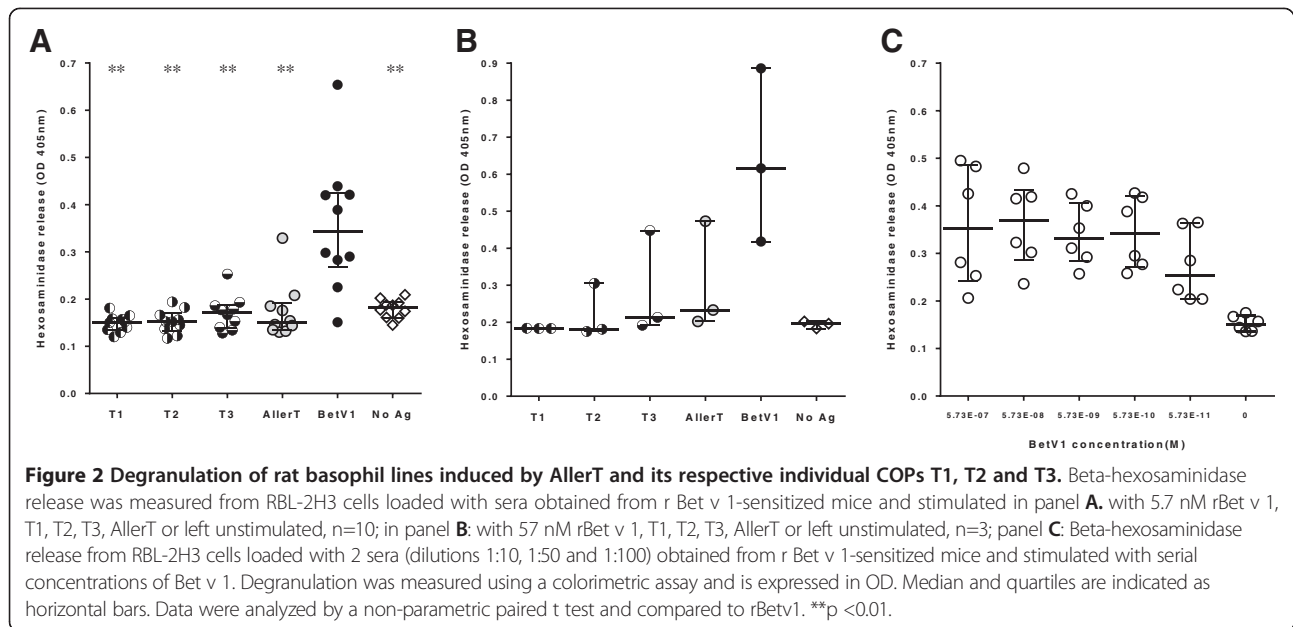 A
Hexosaminidase release (OD 405nm)
0.7
0.6
0.5
0.4
0.3
0.2
0.1
0.0
** ** ** ** **
T1 T2 T3 AllerT BetV1 No Ag
B
Hexosaminidase release (OD 405nm)
0.9
0.8
0.7
0.6
0.5
0.4
0.3
0.2
0.1
0.0
T1 T2 T3 AllerT BetV1 No Ag
C
Hexosaminidase release (OD 405nm)
0.7
0.6
0.5
0.4
0.3
0.2
0.1
0.0
5.73E-07 5.73E-08 5.73E-09 5.73E-10 5.73E-11 0
BetV1 concentration(M)
Figure 2 Degranulation of rat basophil lines induced by AllerT and its respective individual COPs T1, T2 and T3. Beta-hexosaminidase
release was measured from RBL-2H3 cells loaded with sera obtained from r Bet v 1-sensitized mice and stimulated in panel A. with 5.7 nM rBet v 1,
T1, T2, T3, AllerT or left unstimulated, n=10; in panel B: with 57 nM rBet v 1, T1, T2, T3, AllerT or left unstimulated, n=3; panel C: Beta-hexosaminidase
release from RBL-2H3 cells loaded with 2 sera (dilutions 1:10, 1:50 and 1:100) obtained from r Bet v 1-sensitized mice and stimulated with serial
concentrations of Bet v 1. Degranulation was measured using a colorimetric assay and is expressed in OD. Median and quartiles are indicated as
horizontal bars. Data were analyzed by a non-parametric paired t test and compared to rBetv1. **p <0.01.